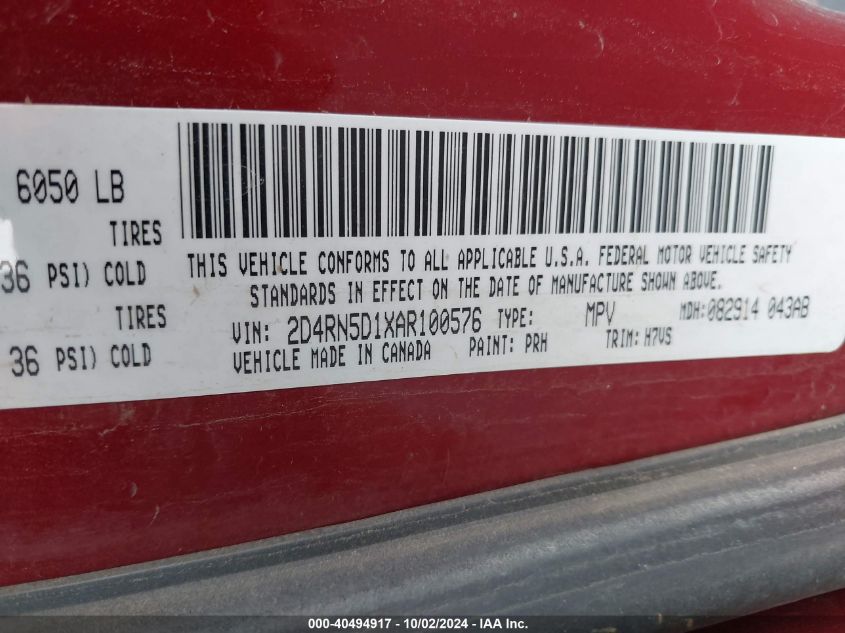 6050 LB
TIRES
36 PSI) COLD
TIRES
36 PSI) COLD
THIS VEHICLE CONFORMS TO ALL APPLICABLE U.S.A. FEDERAL MOTOR VEHICLE SAFETY
STANDARDS IN EFFECT ON THE DATE OF MANUFACTURE SHOWN ABOVE.
VIN: 2D4RN5D1XAR100576 TYPE: MPV MDH:082914 043AB
VEHICLE MADE IN CANADA PAINT: PRH TRIM: H7VS
000-40494917 - 10/02/2024 - IAA Inc.